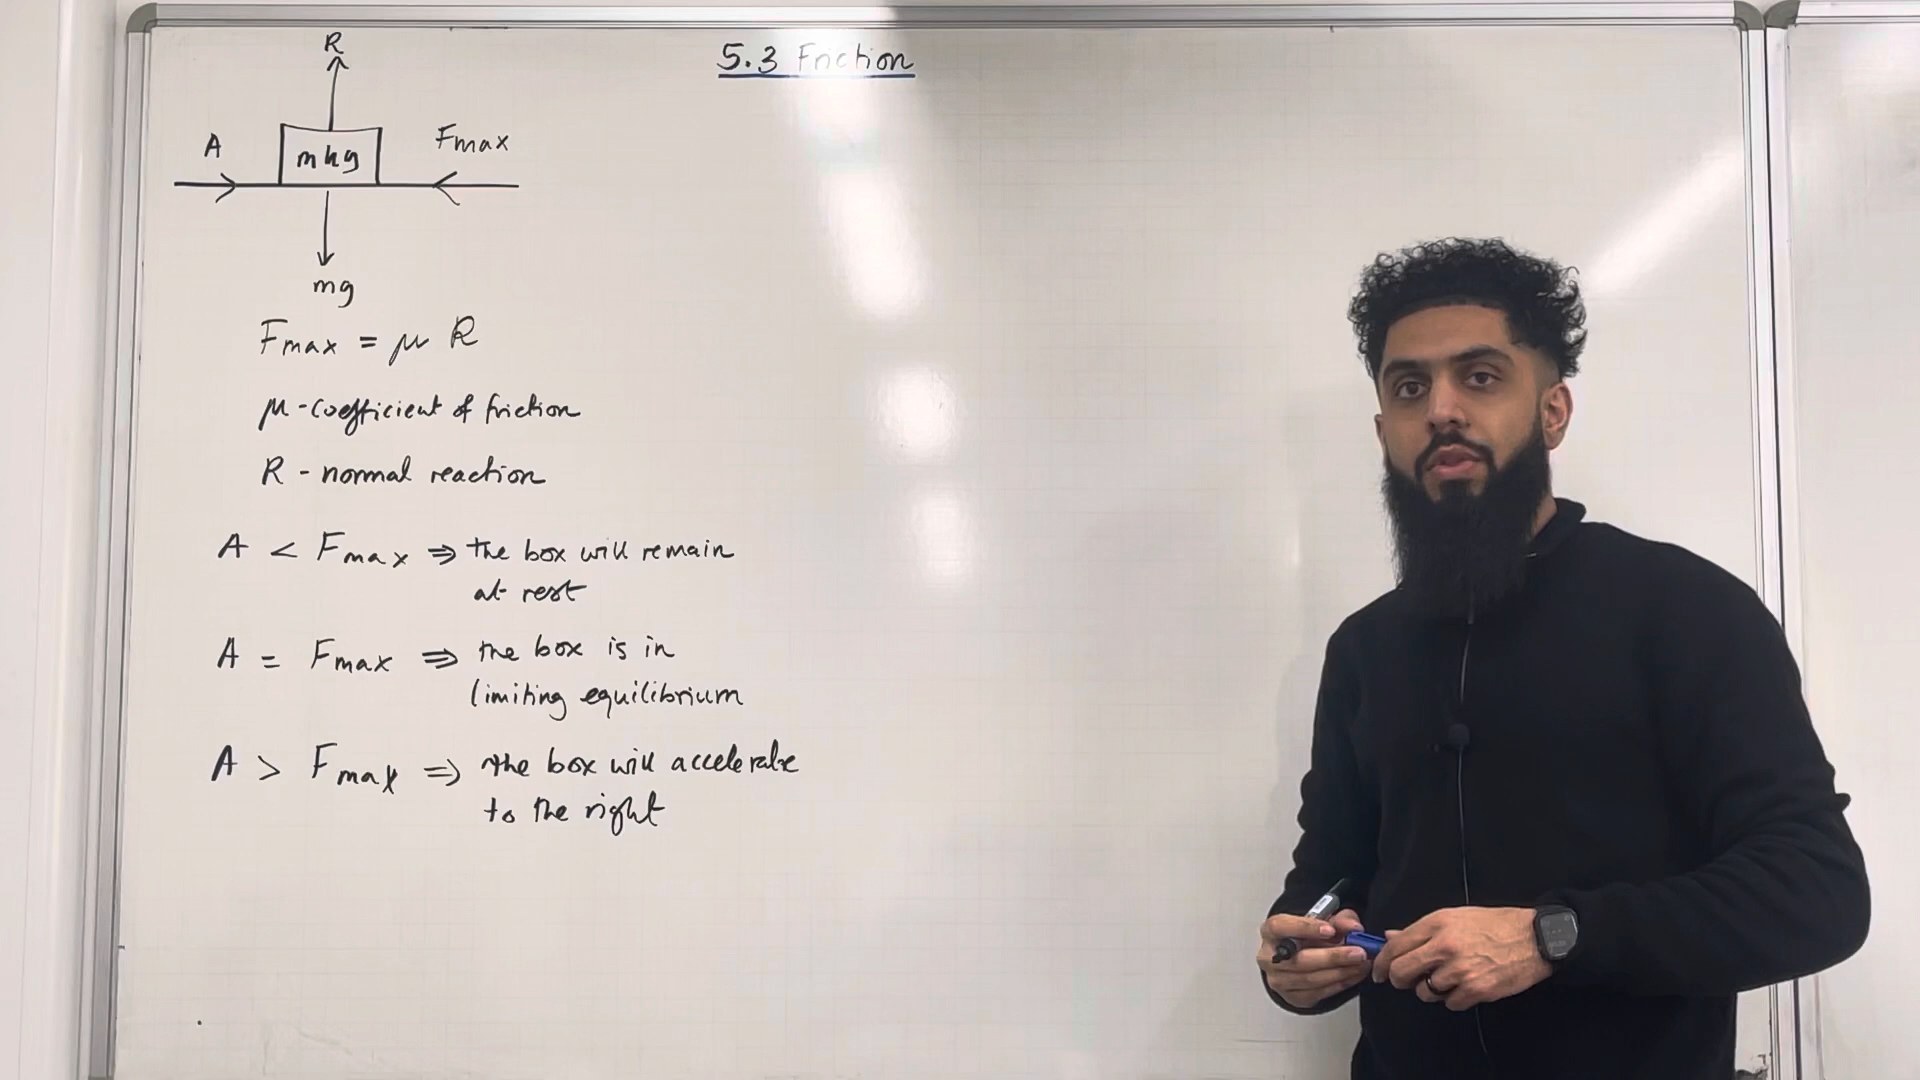 5.3 Friction
R
A
mkg
Fmax
mg
Fmax = μ R
μ - coefficient of friction
R - normal reaction
A < Fmax ⇒ the box will remain
at rest
A = Fmax ⇒ the box is in
limiting equilibrium
A > Fmax ⇒ the box will accelerate
to the right